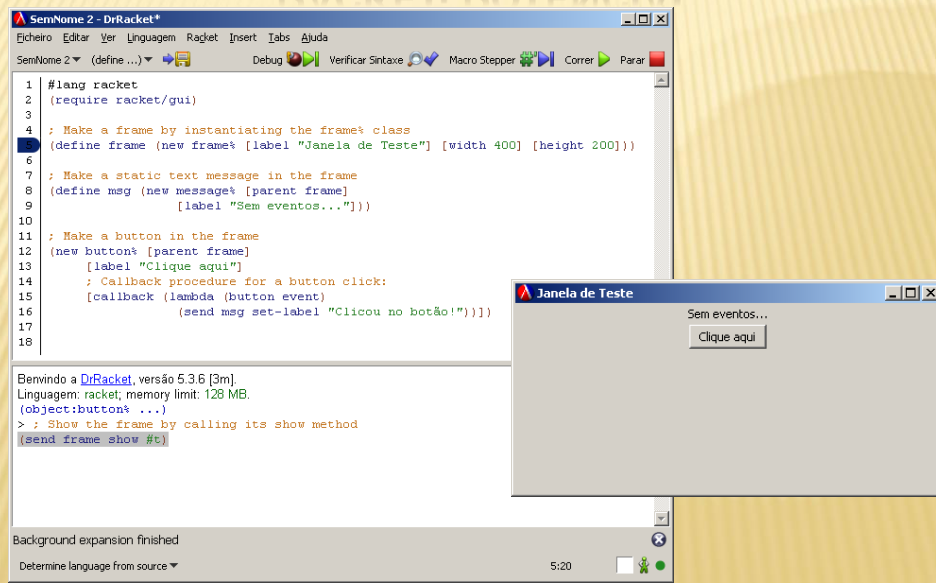 SemNome 2 - DrRacket*
Ficheiro Editar Ver Linguagem Racket Insert Tabs Ajuda
SemNome 2 (define ...) Debug Verificar Sintaxe Macro Stepper Correr Parar
1 #lang racket
2 (require racket/gui)
3
4 ; Make a frame by instantiating the frame% class
5 (define frame (new frame% [label "Janela de Teste"] [width 400] [height 200]))
6
7 ; Make a static text message in the frame
8 (define msg (new message% [parent frame]
9 [label "Sem eventos..."]))
10
11 ; Make a button in the frame
12 (new button% [parent frame]
13 [label "Clique aqui"]
14 ; Callback procedure for a button click:
15 [callback (lambda (button event)
16 (send msg set-label "Clicou no botão!"))])
17
18
Benvindo a DrRacket, versão 5.3.6 [3m].
Linguagem: racket; memory limit: 128 MB.
(object:button% ...)
> ; Show the frame by calling its show method
(send frame show #t)
Background expansion finished
Determine language from source 5:20
Janela de Teste
Sem eventos...
Clique aqui